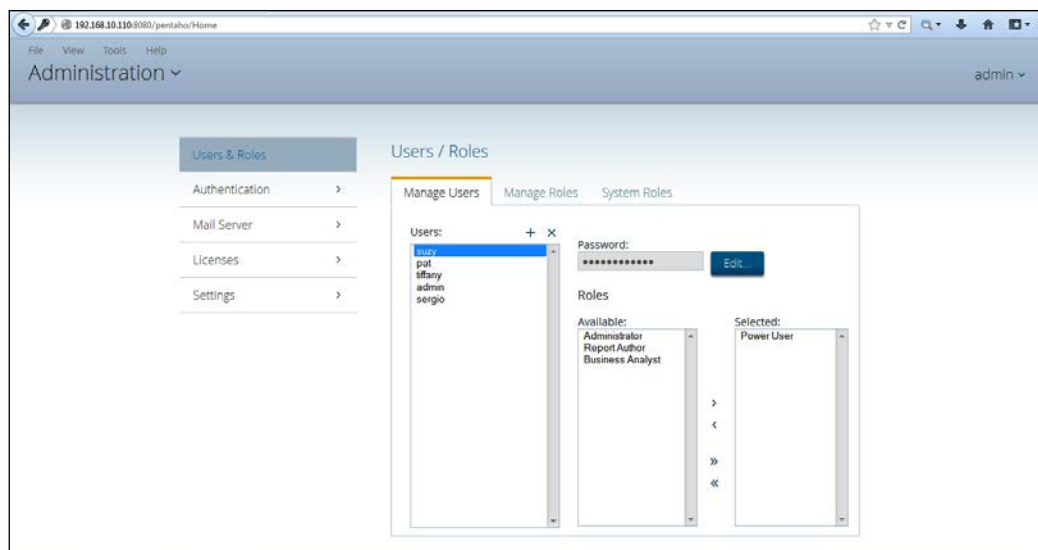 192.168.10.110:8080/pentaho/Home
File View Tools Help
Administration
admin
Users & Roles
Authentication
Mail Server
Licenses
Settings
Users / Roles
Manage Users Manage Roles System Roles
Users: + ×
suzy
pat
tiffany
admin
sergio
Password:
••••••••••••
Edit...
Roles
Available:
Administrator
Report Author
Business Analyst
Selected:
Power User